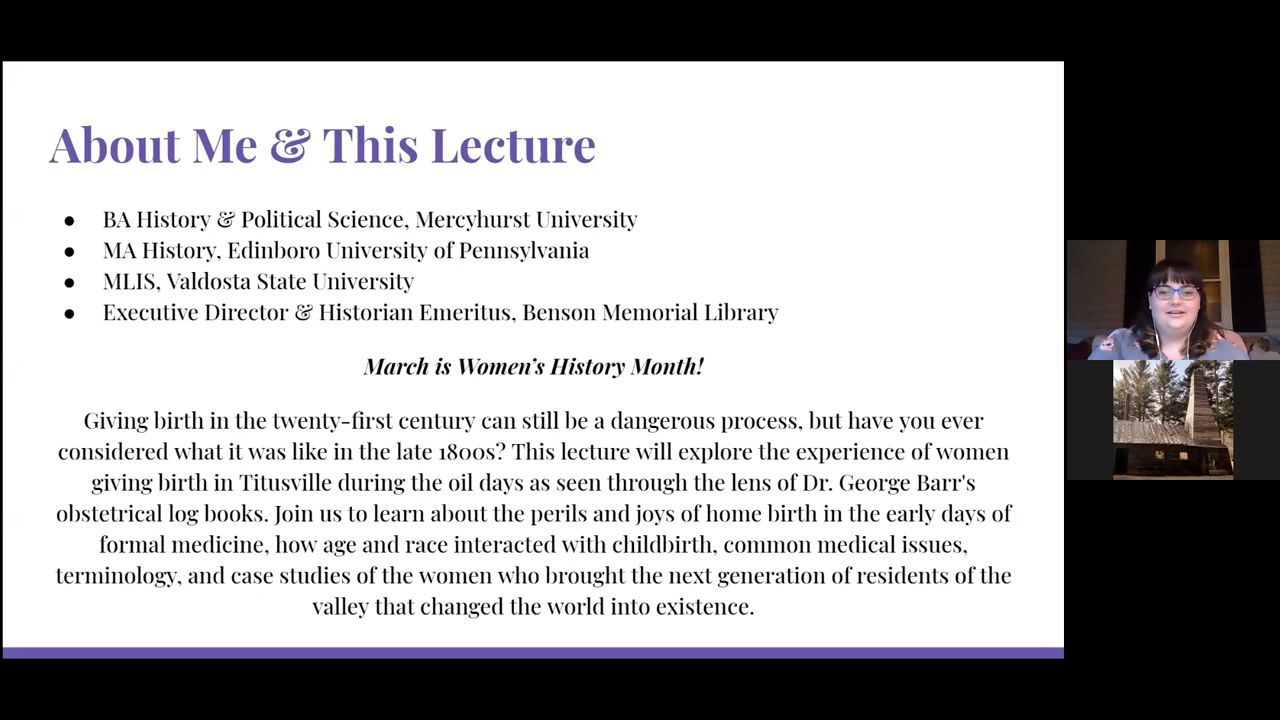 About Me & This Lecture
● BA History & Political Science, Mercyhurst University
● MA History, Edinboro University of Pennsylvania
● MLIS, Valdosta State University
● Executive Director & Historian Emeritus, Benson Memorial Library
March is Women's History Month!
Giving birth in the twenty-first century can still be a dangerous process, but have you ever
considered what it was like in the late 1800s? This lecture will explore the experience of women
giving birth in Titusville during the oil days as seen through the lens of Dr. George Barr's
obstetrical log books. Join us to learn about the perils and joys of home birth in the early days of
formal medicine, how age and race interacted with childbirth, common medical issues,
terminology, and case studies of the women who brought the next generation of residents of the
valley that changed the world into existence.